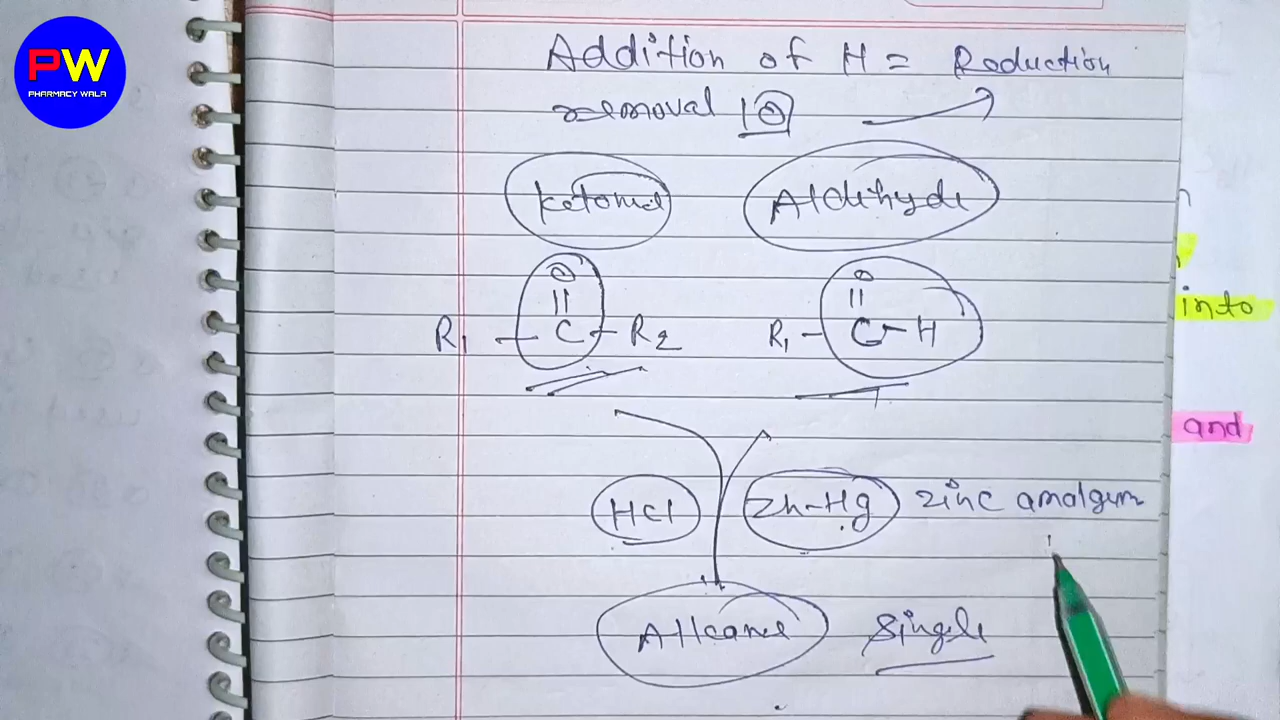 PW
PHARMACY WALA
Addition of H = Reduction
removal | O
Ketone Aldihyde
O O
|| ||
R1 - C - R2 R1 - C - H
into
and
HCl Zn-Hg zinc amalgum
Alkane Single